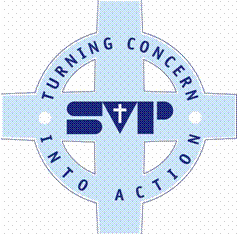 TURNING CONCERN
SVP
INTO ACTION